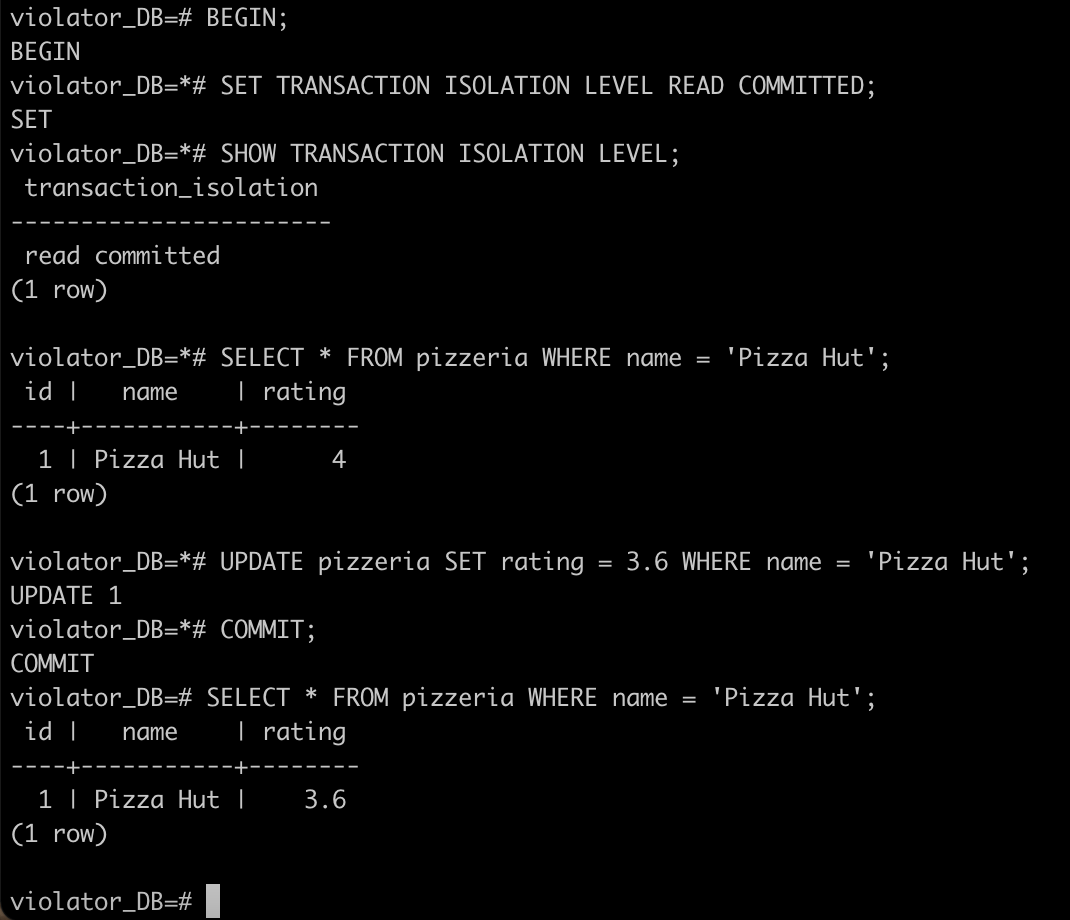 violator_DB=# BEGIN;
BEGIN
violator_DB=*# SET TRANSACTION ISOLATION LEVEL READ COMMITTED;
SET
violator_DB=*# SHOW TRANSACTION ISOLATION LEVEL;
 transaction_isolation
-----------------------
 read committed
(1 row)

violator_DB=*# SELECT * FROM pizzeria WHERE name = 'Pizza Hut';
 id |   name    | rating
----+-----------+--------
  1 | Pizza Hut |      4
(1 row)

violator_DB=*# UPDATE pizzeria SET rating = 3.6 WHERE name = 'Pizza Hut';
UPDATE 1
violator_DB=*# COMMIT;
COMMIT
violator_DB=# SELECT * FROM pizzeria WHERE name = 'Pizza Hut';
 id |   name    | rating
----+-----------+--------
  1 | Pizza Hut |    3.6
(1 row)

violator_DB=#